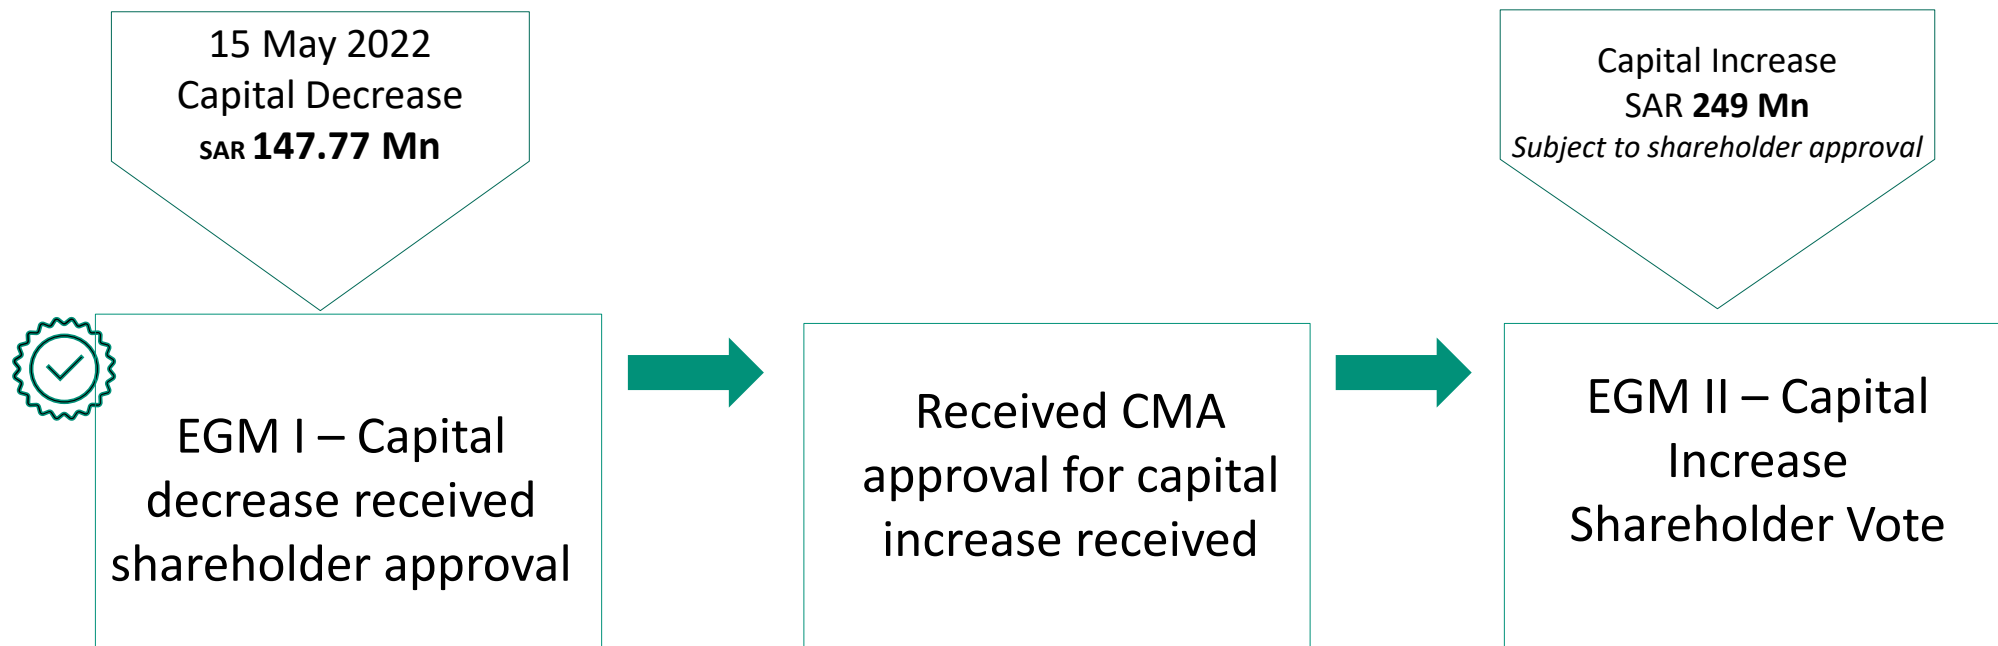 15 May 2022
Capital Decrease
SAR 147.77 Mn
Capital Increase
SAR 249 Mn
Subject to shareholder approval
EGM I – Capital
decrease received
shareholder approval
Received CMA
approval for capital
increase received
EGM II – Capital
Increase
Shareholder Vote